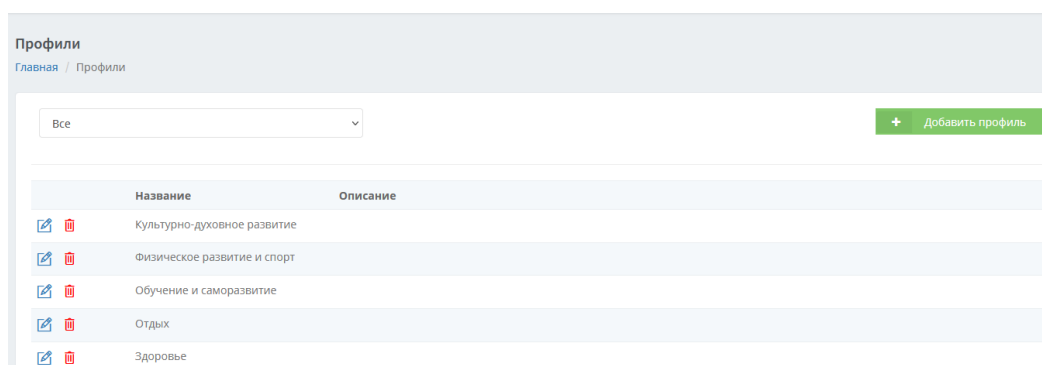 Профили
Главная / Профили
Все
+ Добавить профиль
Название Описание
Культурно-духовное развитие
Физическое развитие и спорт
Обучение и саморазвитие
Отдых
Здоровье